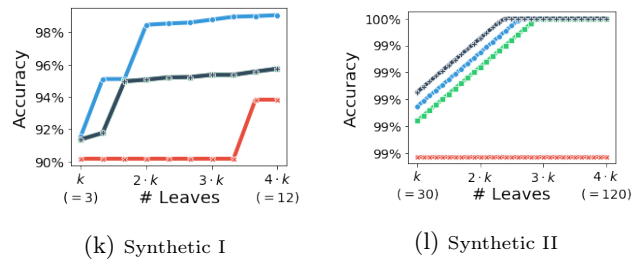 98%
96%
94%
92%
90%
Accuracy
k 2 · k 3 · k 4 · k
(=3) # Leaves (=12)
(k) Synthetic I
100%
99%
99%
99%
99%
99%
Accuracy
k 2 · k 3 · k 4 · k
(=30) # Leaves (=120)
(l) Synthetic II